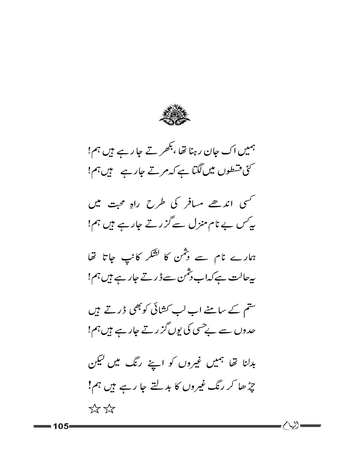 ہمیں اک جان رہنا تھا، بکھرتے جا رہے ہیں ہم!
کئی قسطوں میں لگتا ہے کہ مرتے جا رہے ہیں ہم!
کسی اندھے مسافر کی طرح راہِ محبت میں
یہ کس بے نام منزل سے گزرتے جا رہے ہیں ہم!
ہمارے نام سے دشمن کا لشکر کانپ جاتا تھا
یہ حالت ہے کہ اب دشمن سے ڈرتے جا رہے ہیں ہم!
ستم کے سامنے اب لب کشائی کو بھی ڈرتے ہیں
حدوں سے بے حسی کی یوں گزرتے جا رہے ہیں ہم!
بدلنا تھا ہمیں غیروں کو اپنے رنگ میں لیکن
چڑھا کر رنگ غیروں کا بدلتے جا رہے ہیں ہم!
☆☆
105